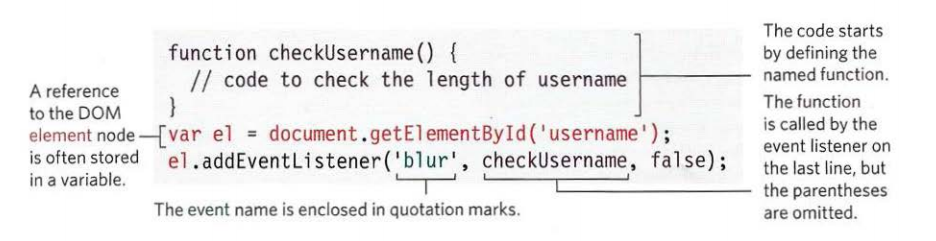 function checkUsername() {
// code to check the length of username
}
var el = document.getElementById('username');
el.addEventListener('blur', checkUsername, false);
A reference
to the DOM
element node
is often stored
in a variable.
The event name is enclosed in quotation marks.
The code starts
by defining the
named function.
The function
is called by the
event listener on
the last line, but
the parentheses
are omitted.